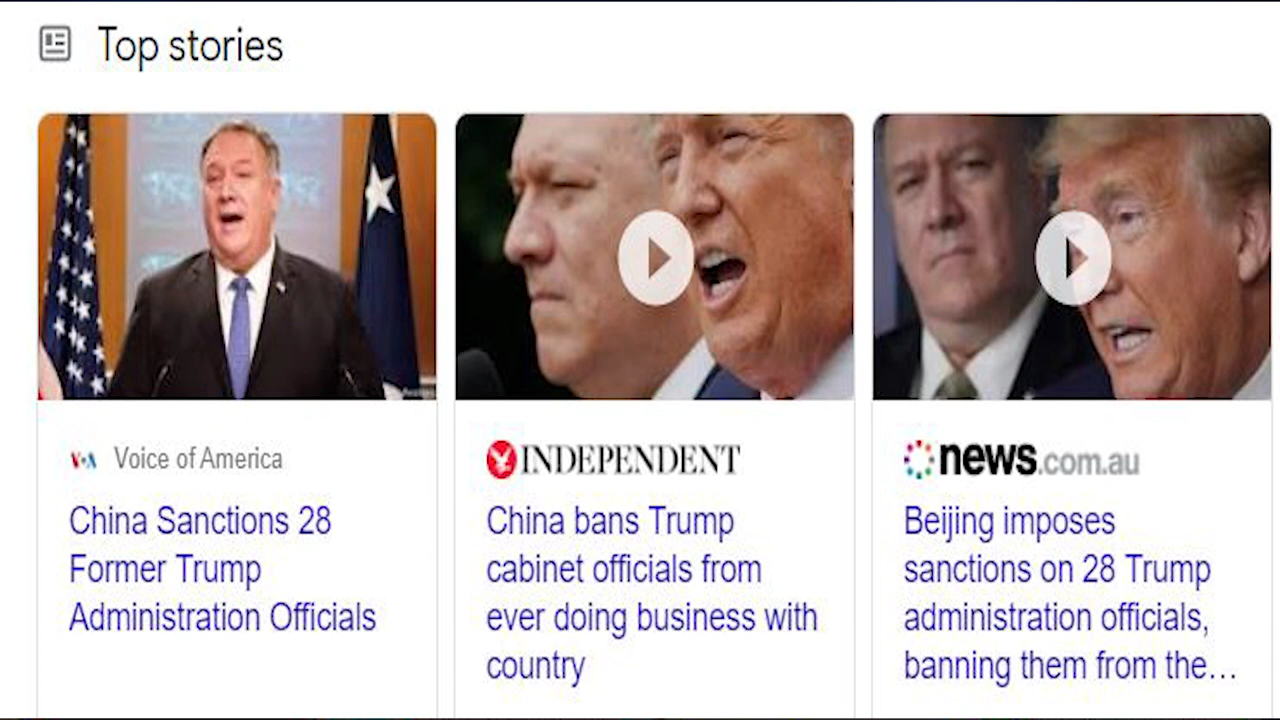 Top stories
VOA Voice of America
China Sanctions 28
Former Trump
Administration Officials
INDEPENDENT
China bans Trump
cabinet officials from
ever doing business with
country
news.com.au
Beijing imposes
sanctions on 28 Trump
administration officials,
banning them from the…